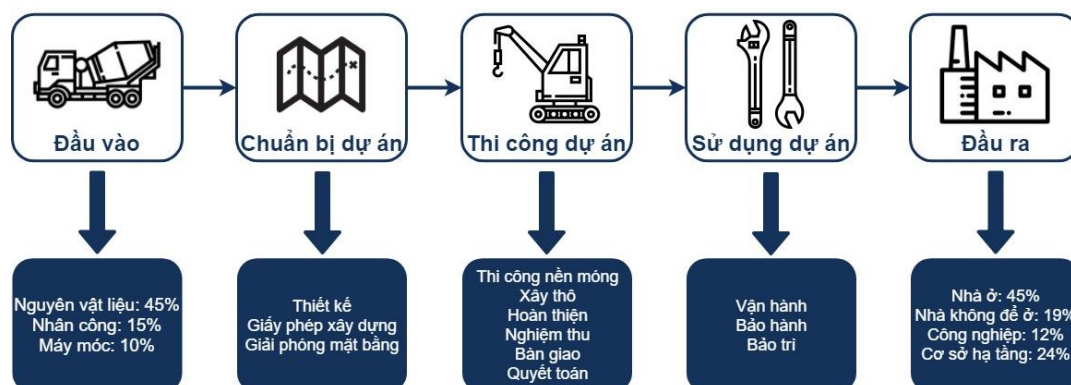 Đầu vào
Chuẩn bị dự án
Thi công dự án
Sử dụng dự án
Đầu ra
Nguyên vật liệu: 45%
Nhân công: 15%
Máy móc: 10%
Thiết kế
Giấy phép xây dựng
Giải phóng mặt bằng
Thi công nền móng
Xây thô
Hoàn thiện
Nghiệm thu
Bàn giao
Quyết toán
Vận hành
Bảo hành
Bảo trì
Nhà ở: 45%
Nhà không để ở: 19%
Công nghiệp: 12%
Cơ sở hạ tầng: 24%